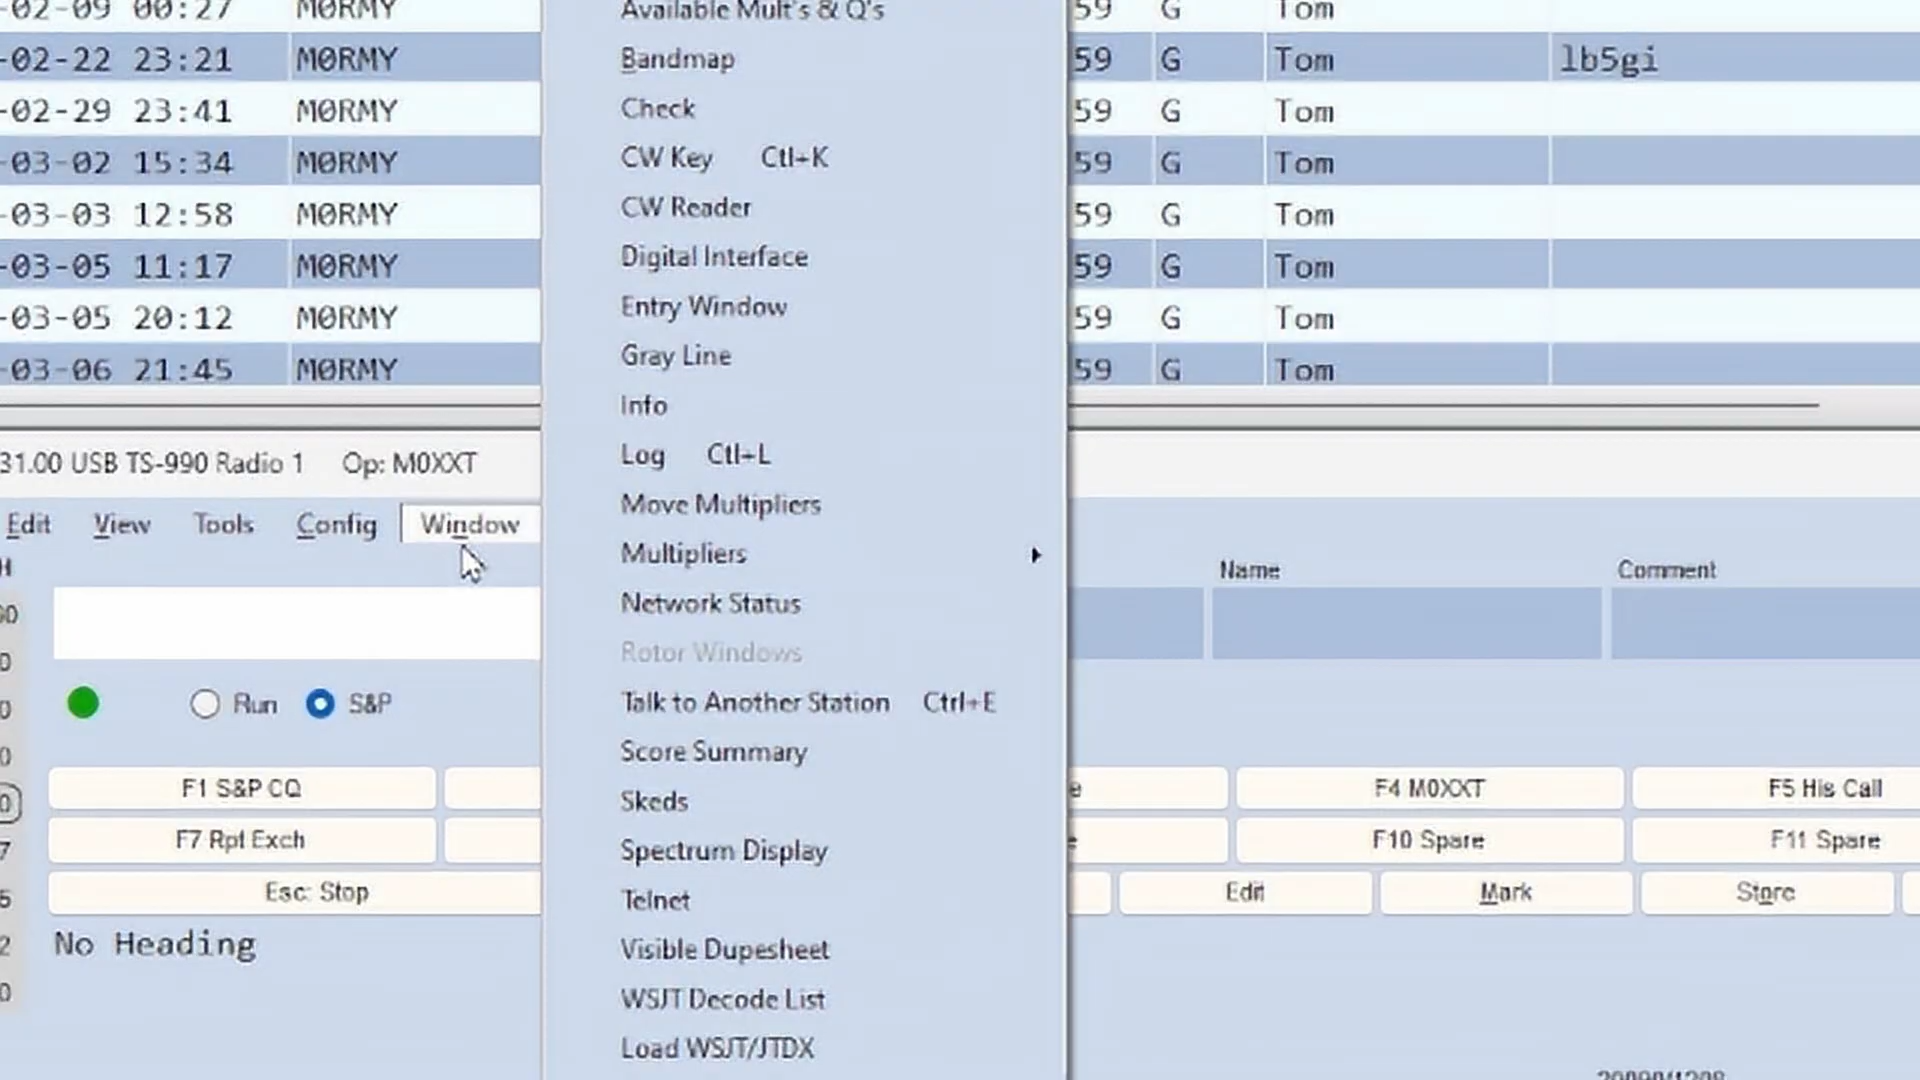 -02-09 00:27 M0RMY 59 G Tom
-02-22 23:21 M0RMY 59 G Tom lb5gi
-02-29 23:41 M0RMY 59 G Tom
-03-02 15:34 M0RMY 59 G Tom
-03-03 12:58 M0RMY 59 G Tom
-03-05 11:17 M0RMY 59 G Tom
-03-05 20:12 M0RMY 59 G Tom
-03-06 21:45 M0RMY 59 G Tom
Available Mult's & Q's
Bandmap
Check
CW Key Ctl+K
CW Reader
Digital Interface
Entry Window
Gray Line
Info
Log Ctl+L
Move Multipliers
Multipliers
Network Status
Rotor Windows
Talk to Another Station Ctrl+E
Score Summary
Skeds
Spectrum Display
Telnet
Visible Dupesheet
WSJT Decode List
Load WSJT/JTDX
31.00 USB TS-990 Radio 1 Op: M0XXT
Edit View Tools Config Window
Name Comment
Run S&P
F1 S&P CQ F4 M0XXT F5 His Call
F7 Rpt Exch F10 Spare F11 Spare
Esc: Stop Edit Mark Store
No Heading